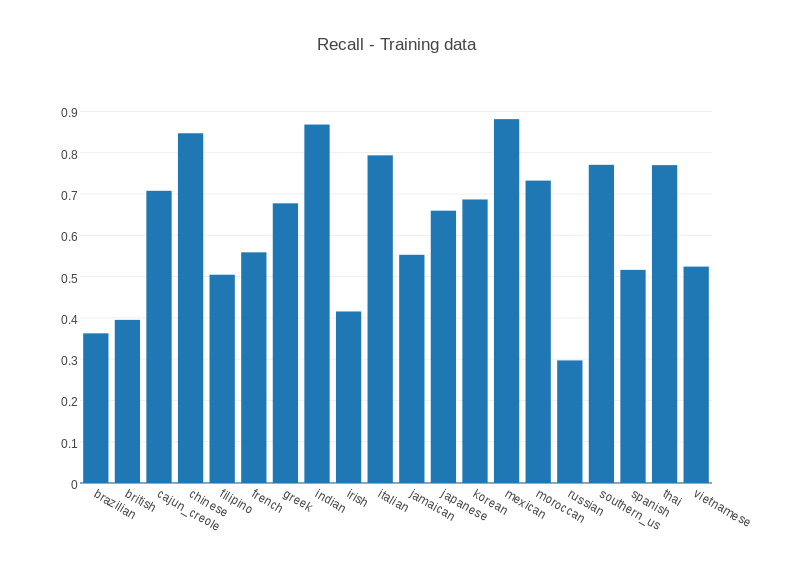 Recall - Training data
0.9
0.8
0.7
0.6
0.5
0.4
0.3
0.2
0.1
0
brazilian
british
cajun_creole
chinese
filipino
french
greek
indian
irish
italian
jamaican
japanese
korean
mexican
moroccan
russian
southern_us
spanish
thai
vietnamese